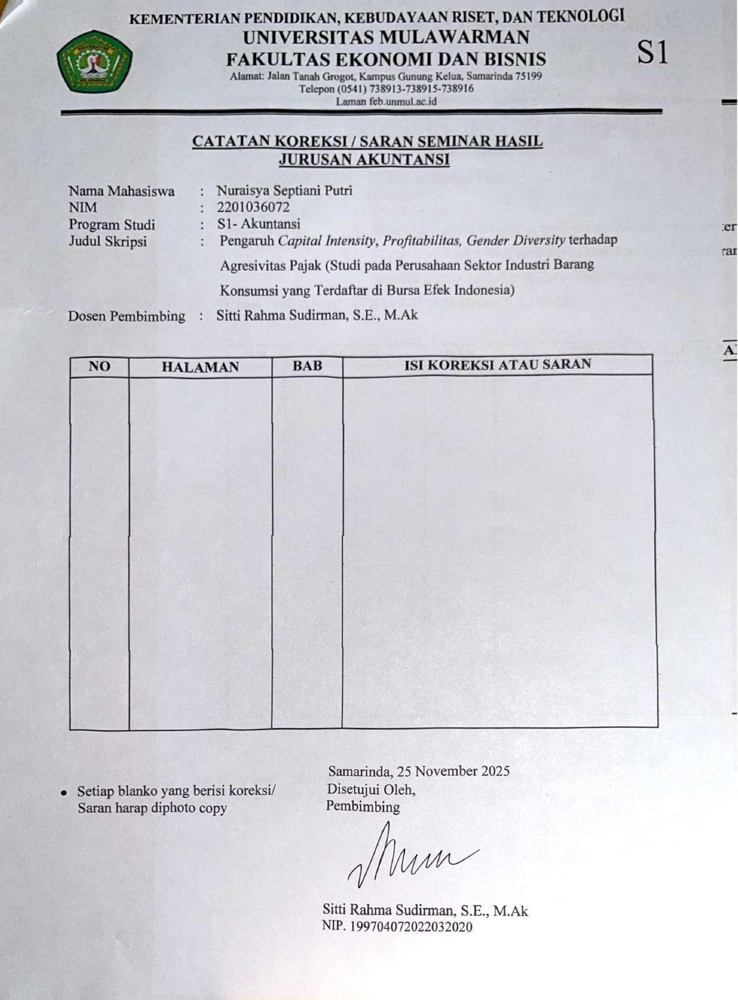 KEMENTERIAN PENDIDIKAN, KEBUDAYAAN RISET, DAN TEKNOLOGI
UNIVERSITAS MULAWARMAN
FAKULTAS EKONOMI DAN BISNIS
S1
Alamat: Jalan Tanah Grogot, Kampus Gunung Kelua, Samarinda 75199
Telepon (0541) 738913-738915-738916
Laman feb.unmul.ac.id
CATATAN KOREKSI / SARAN SEMINAR HASIL
JURUSAN AKUNTANSI
Nama Mahasiswa : Nuraisya Septiani Putri
NIM : 2201036072
Program Studi : S1- Akuntansi
Judul Skripsi : Pengaruh Capital Intensity, Profitabilitas, Gender Diversity terhadap
Agresivitas Pajak (Studi pada Perusahaan Sektor Industri Barang
Konsumsi yang Terdaftar di Bursa Efek Indonesia)
Dosen Pembimbing : Sitti Rahma Sudirman, S.E., M.Ak
NO HALAMAN BAB ISI KOREKSI ATAU SARAN
Samarinda, 25 November 2025
Disetujui Oleh,
Pembimbing
• Setiap blanko yang berisi koreksi/
Saran harap diphoto copy
Sitti Rahma Sudirman, S.E., M.Ak
NIP. 199704072022032020